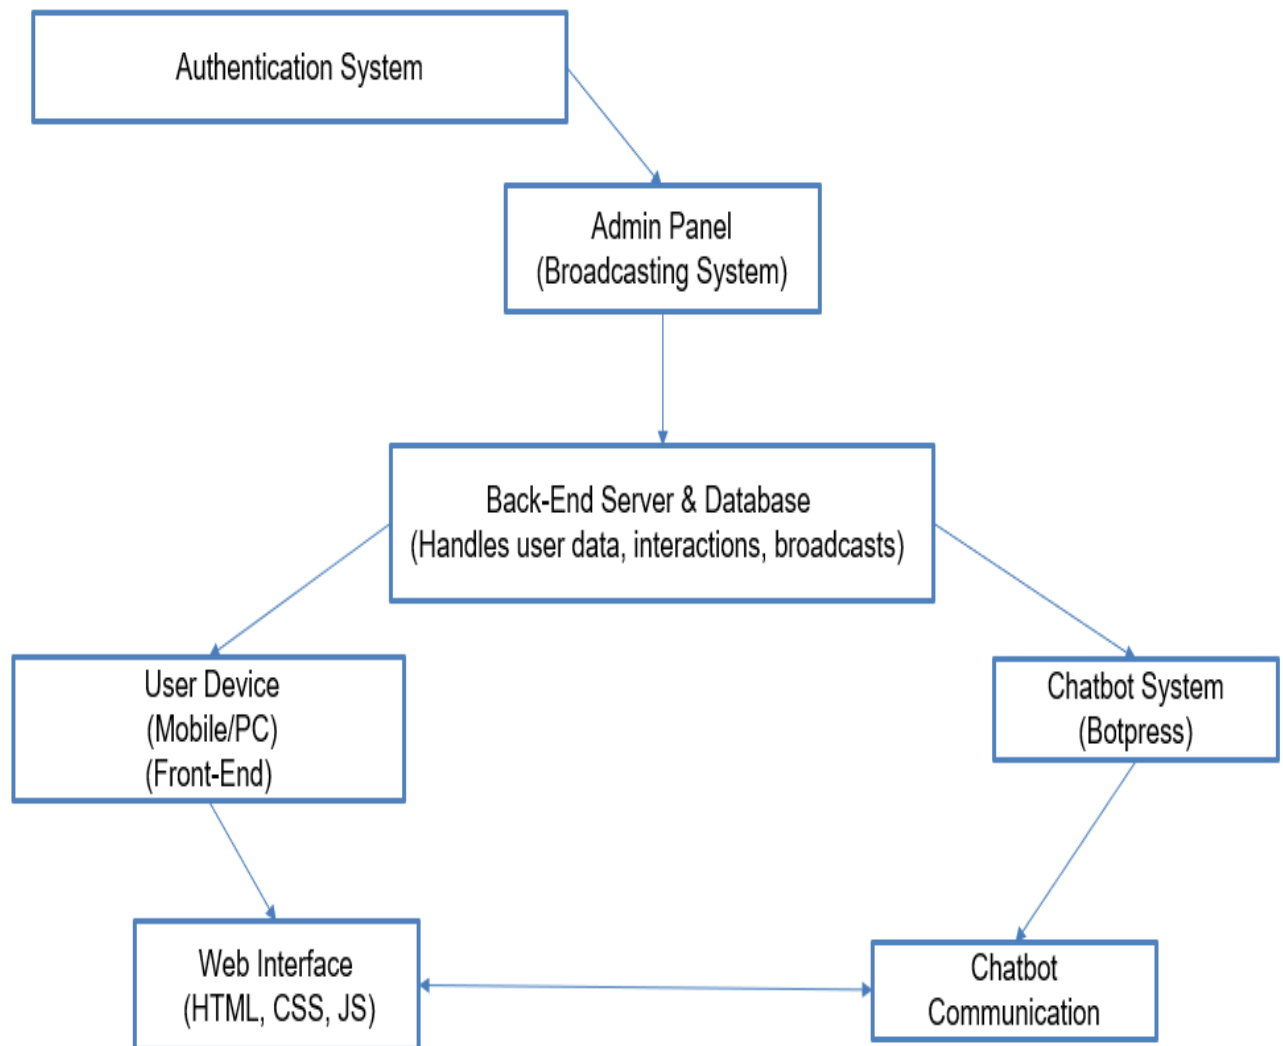 Authentication System
Admin Panel
(Broadcasting System)
Back-End Server & Database
(Handles user data, interactions, broadcasts)
User Device
(Mobile/PC)
(Front-End)
Chatbot System
(Botpress)
Web Interface
(HTML, CSS, JS)
Chatbot
Communication